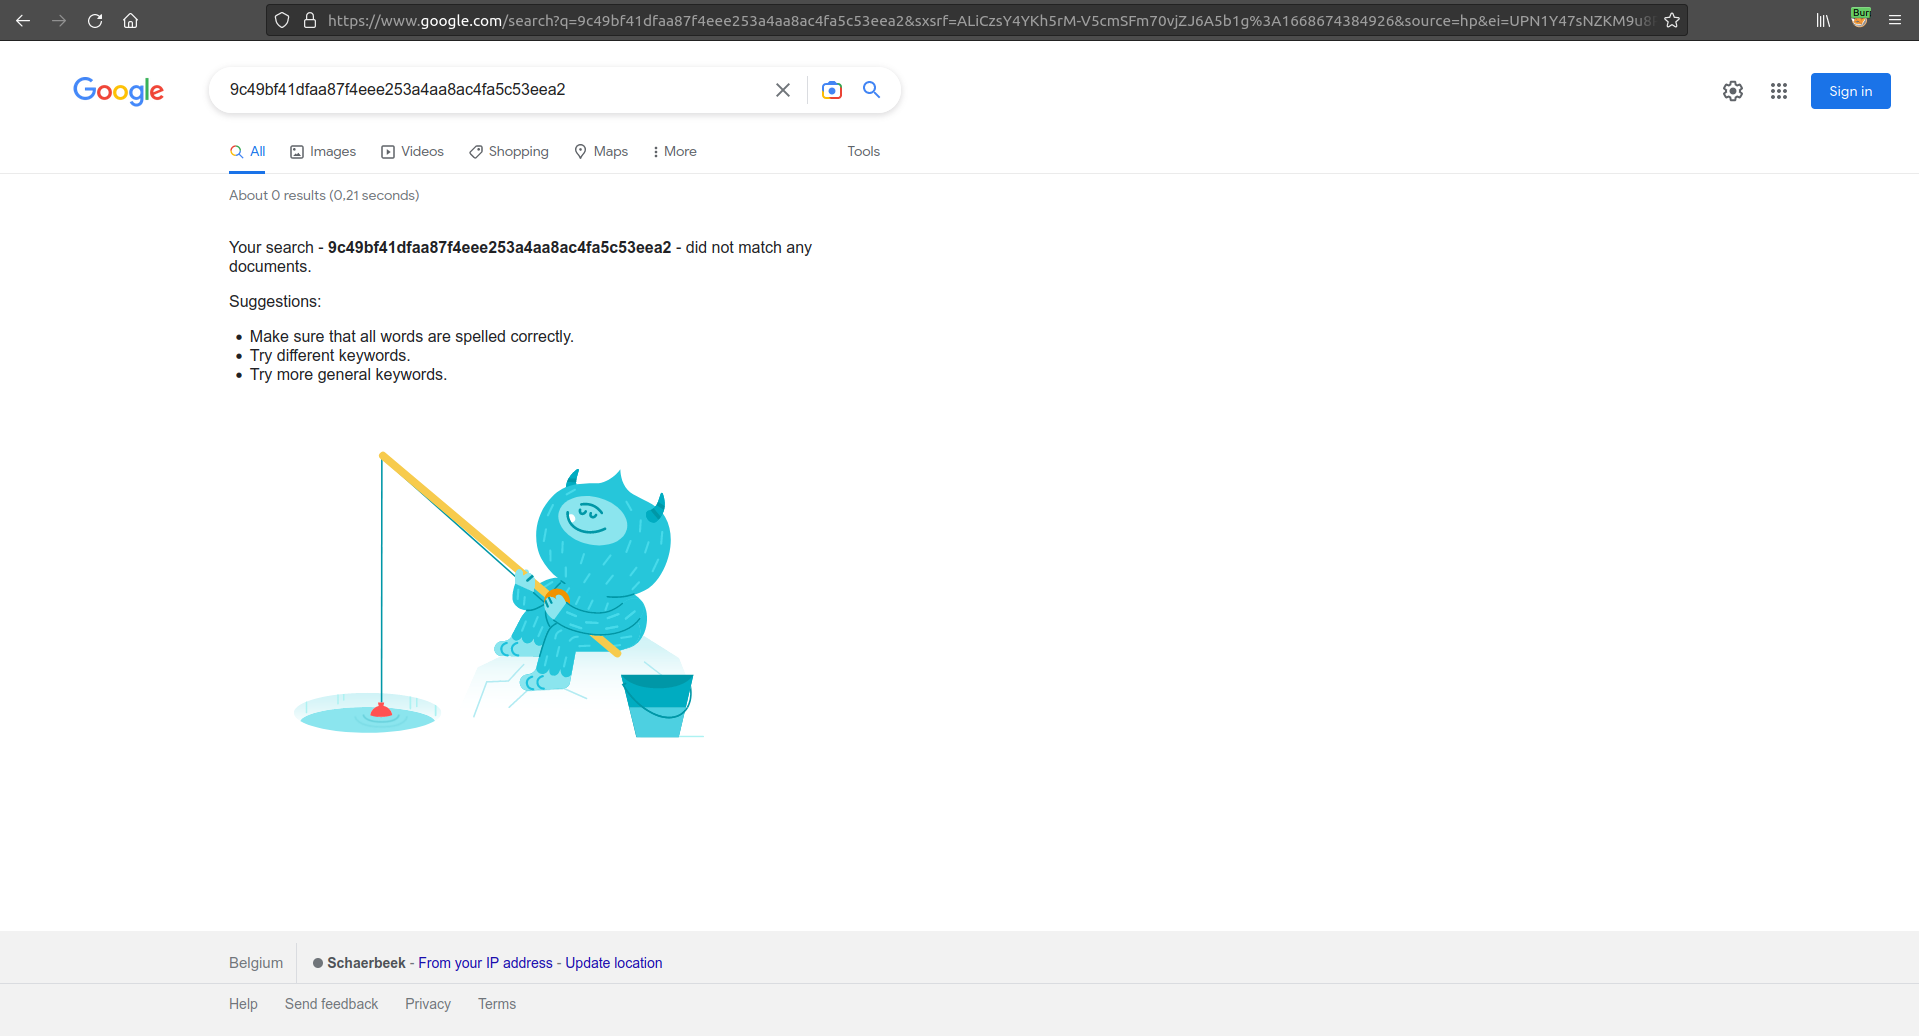 https://www.google.com/search?q=9c49bf41dfaa87f4eee253a4aa8ac4fa5c53eea2&sxsrf=ALiCzsY4YKh5rM-V5cmSFm70vjZJ6A5b1g%3A1668674384926&source=hp&ei=UPN1Y47sNZKM9u8P
Burp
Google
9c49bf41dfaa87f4eee253a4aa8ac4fa5c53eea2
Sign in
All Images Videos Shopping Maps More Tools
About 0 results (0,21 seconds)
Your search - 9c49bf41dfaa87f4eee253a4aa8ac4fa5c53eea2 - did not match any
documents.
Suggestions:
Make sure that all words are spelled correctly.
Try different keywords.
Try more general keywords.
Belgium
Schaerbeek - From your IP address - Update location
Help Send feedback Privacy Terms